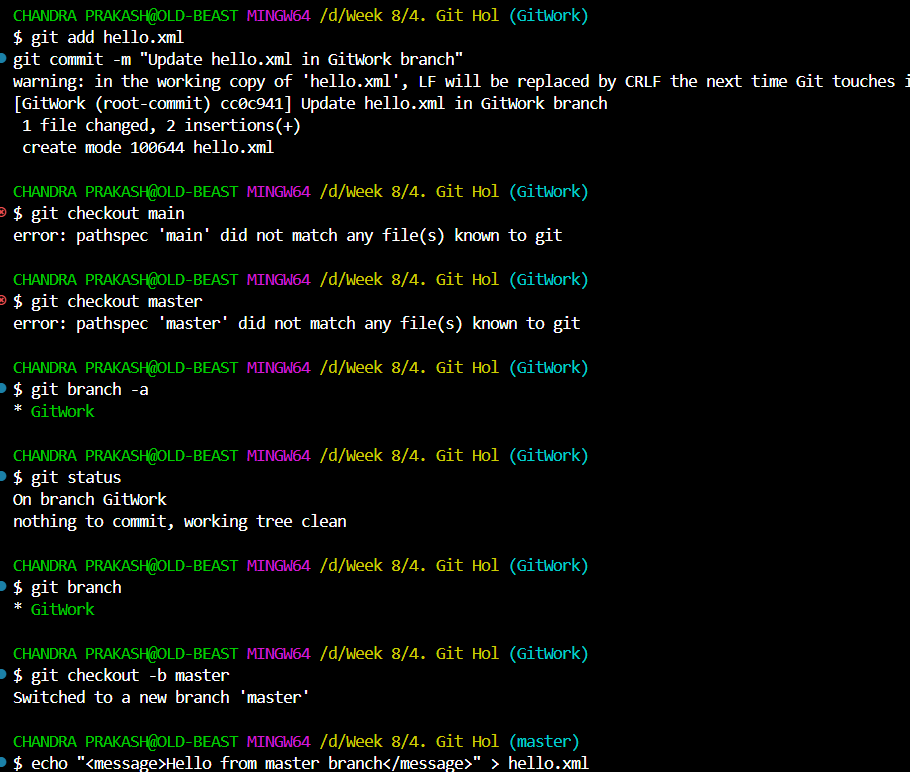 CHANDRA PRAKASH@OLD-BEAST MINGW64 /d/Week 8/4. Git Hol (GitWork)
$ git add hello.xml
git commit -m "Update hello.xml in GitWork branch"
warning: in the working copy of 'hello.xml', LF will be replaced by CRLF the next time Git touches
[GitWork (root-commit) cc0c941] Update hello.xml in GitWork branch
 1 file changed, 2 insertions(+)
 create mode 100644 hello.xml
CHANDRA PRAKASH@OLD-BEAST MINGW64 /d/Week 8/4. Git Hol (GitWork)
$ git checkout main
error: pathspec 'main' did not match any file(s) known to git
CHANDRA PRAKASH@OLD-BEAST MINGW64 /d/Week 8/4. Git Hol (GitWork)
$ git checkout master
error: pathspec 'master' did not match any file(s) known to git
CHANDRA PRAKASH@OLD-BEAST MINGW64 /d/Week 8/4. Git Hol (GitWork)
$ git branch -a
* GitWork
CHANDRA PRAKASH@OLD-BEAST MINGW64 /d/Week 8/4. Git Hol (GitWork)
$ git status
On branch GitWork
nothing to commit, working tree clean
CHANDRA PRAKASH@OLD-BEAST MINGW64 /d/Week 8/4. Git Hol (GitWork)
$ git branch
* GitWork
CHANDRA PRAKASH@OLD-BEAST MINGW64 /d/Week 8/4. Git Hol (GitWork)
$ git checkout -b master
Switched to a new branch 'master'
CHANDRA PRAKASH@OLD-BEAST MINGW64 /d/Week 8/4. Git Hol (master)
$ echo "<message>Hello from master branch</message>" > hello.xml